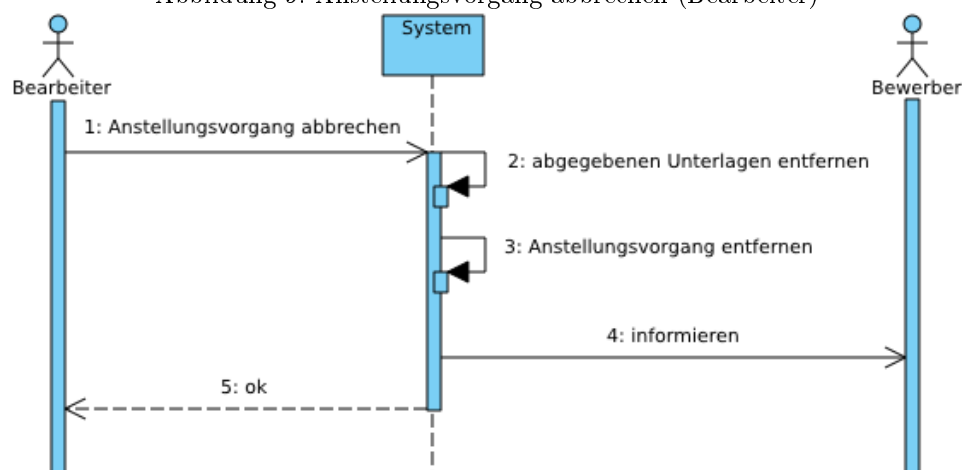 Abbildung 9: Anstellungsvorgang abbrechen (Bearbeiter)
System
Bearbeiter
Bewerber
1: Anstellungsvorgang abbrechen
2: abgegebenen Unterlagen entfernen
3: Anstellungsvorgang entfernen
4: informieren
5: ok